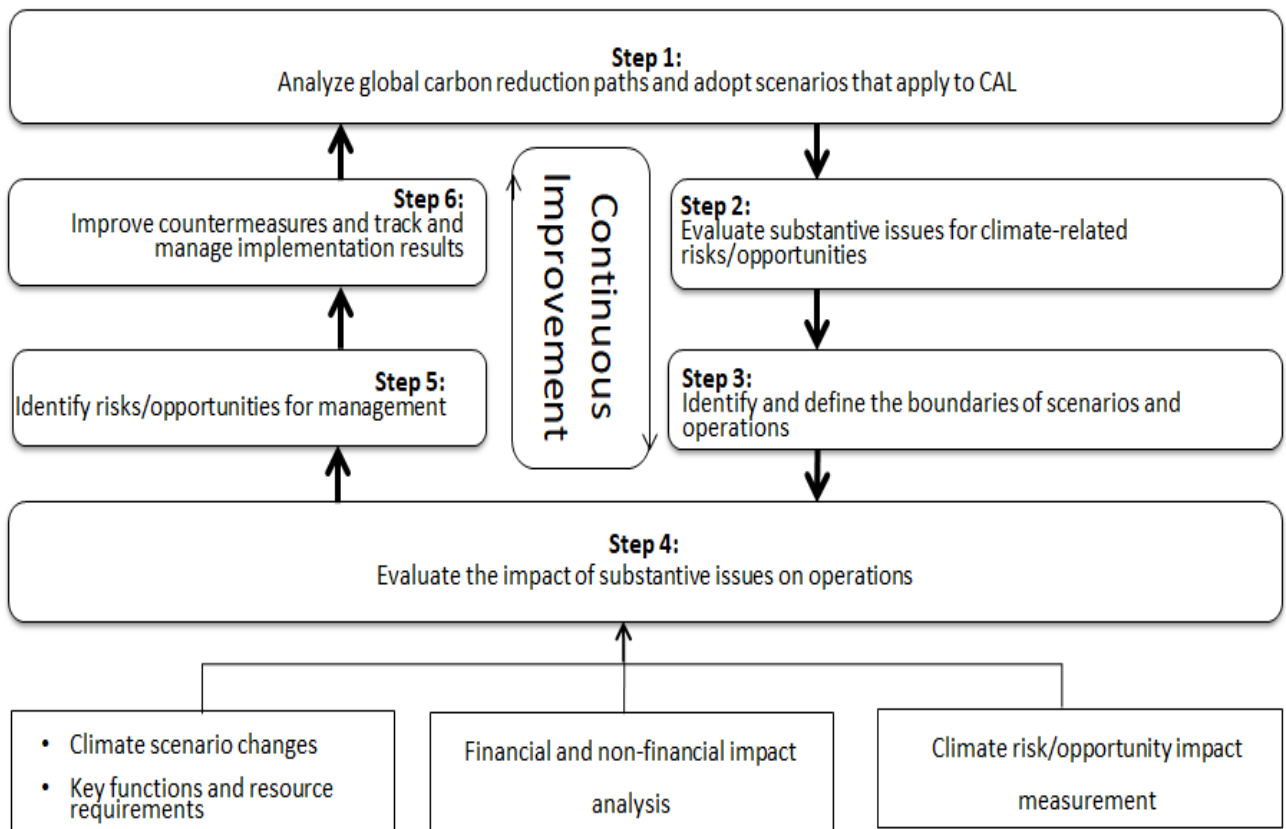 Step 1:
Analyze global carbon reduction paths and adopt scenarios that apply to CAL
Step 6:
Improve countermeasures and track and
manage implementation results
Continuous
Improvement
Step 2:
Evaluate substantive issues for climate-related
risks/opportunities
Step 5:
Identify risks/opportunities for management
Step 3:
Identify and define the boundaries of scenarios and
operations
Step 4:
Evaluate the impact of substantive issues on operations
• Climate scenario changes
• Key functions and resource
requirements
Financial and non-financial impact
analysis
Climate risk/opportunity impact
measurement